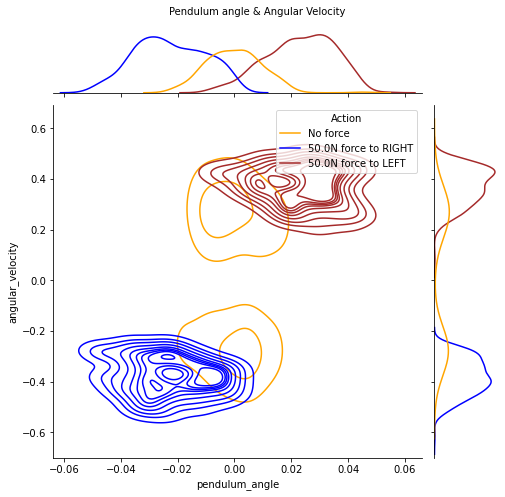 Pendulum angle & Angular Velocity
Action
No force
50.0N force to RIGHT
50.0N force to LEFT
0.6
0.4
0.2
0.0
−0.2
−0.4
−0.6
angular_velocity
−0.06
−0.04
−0.02
0.00
0.02
0.04
0.06
pendulum_angle